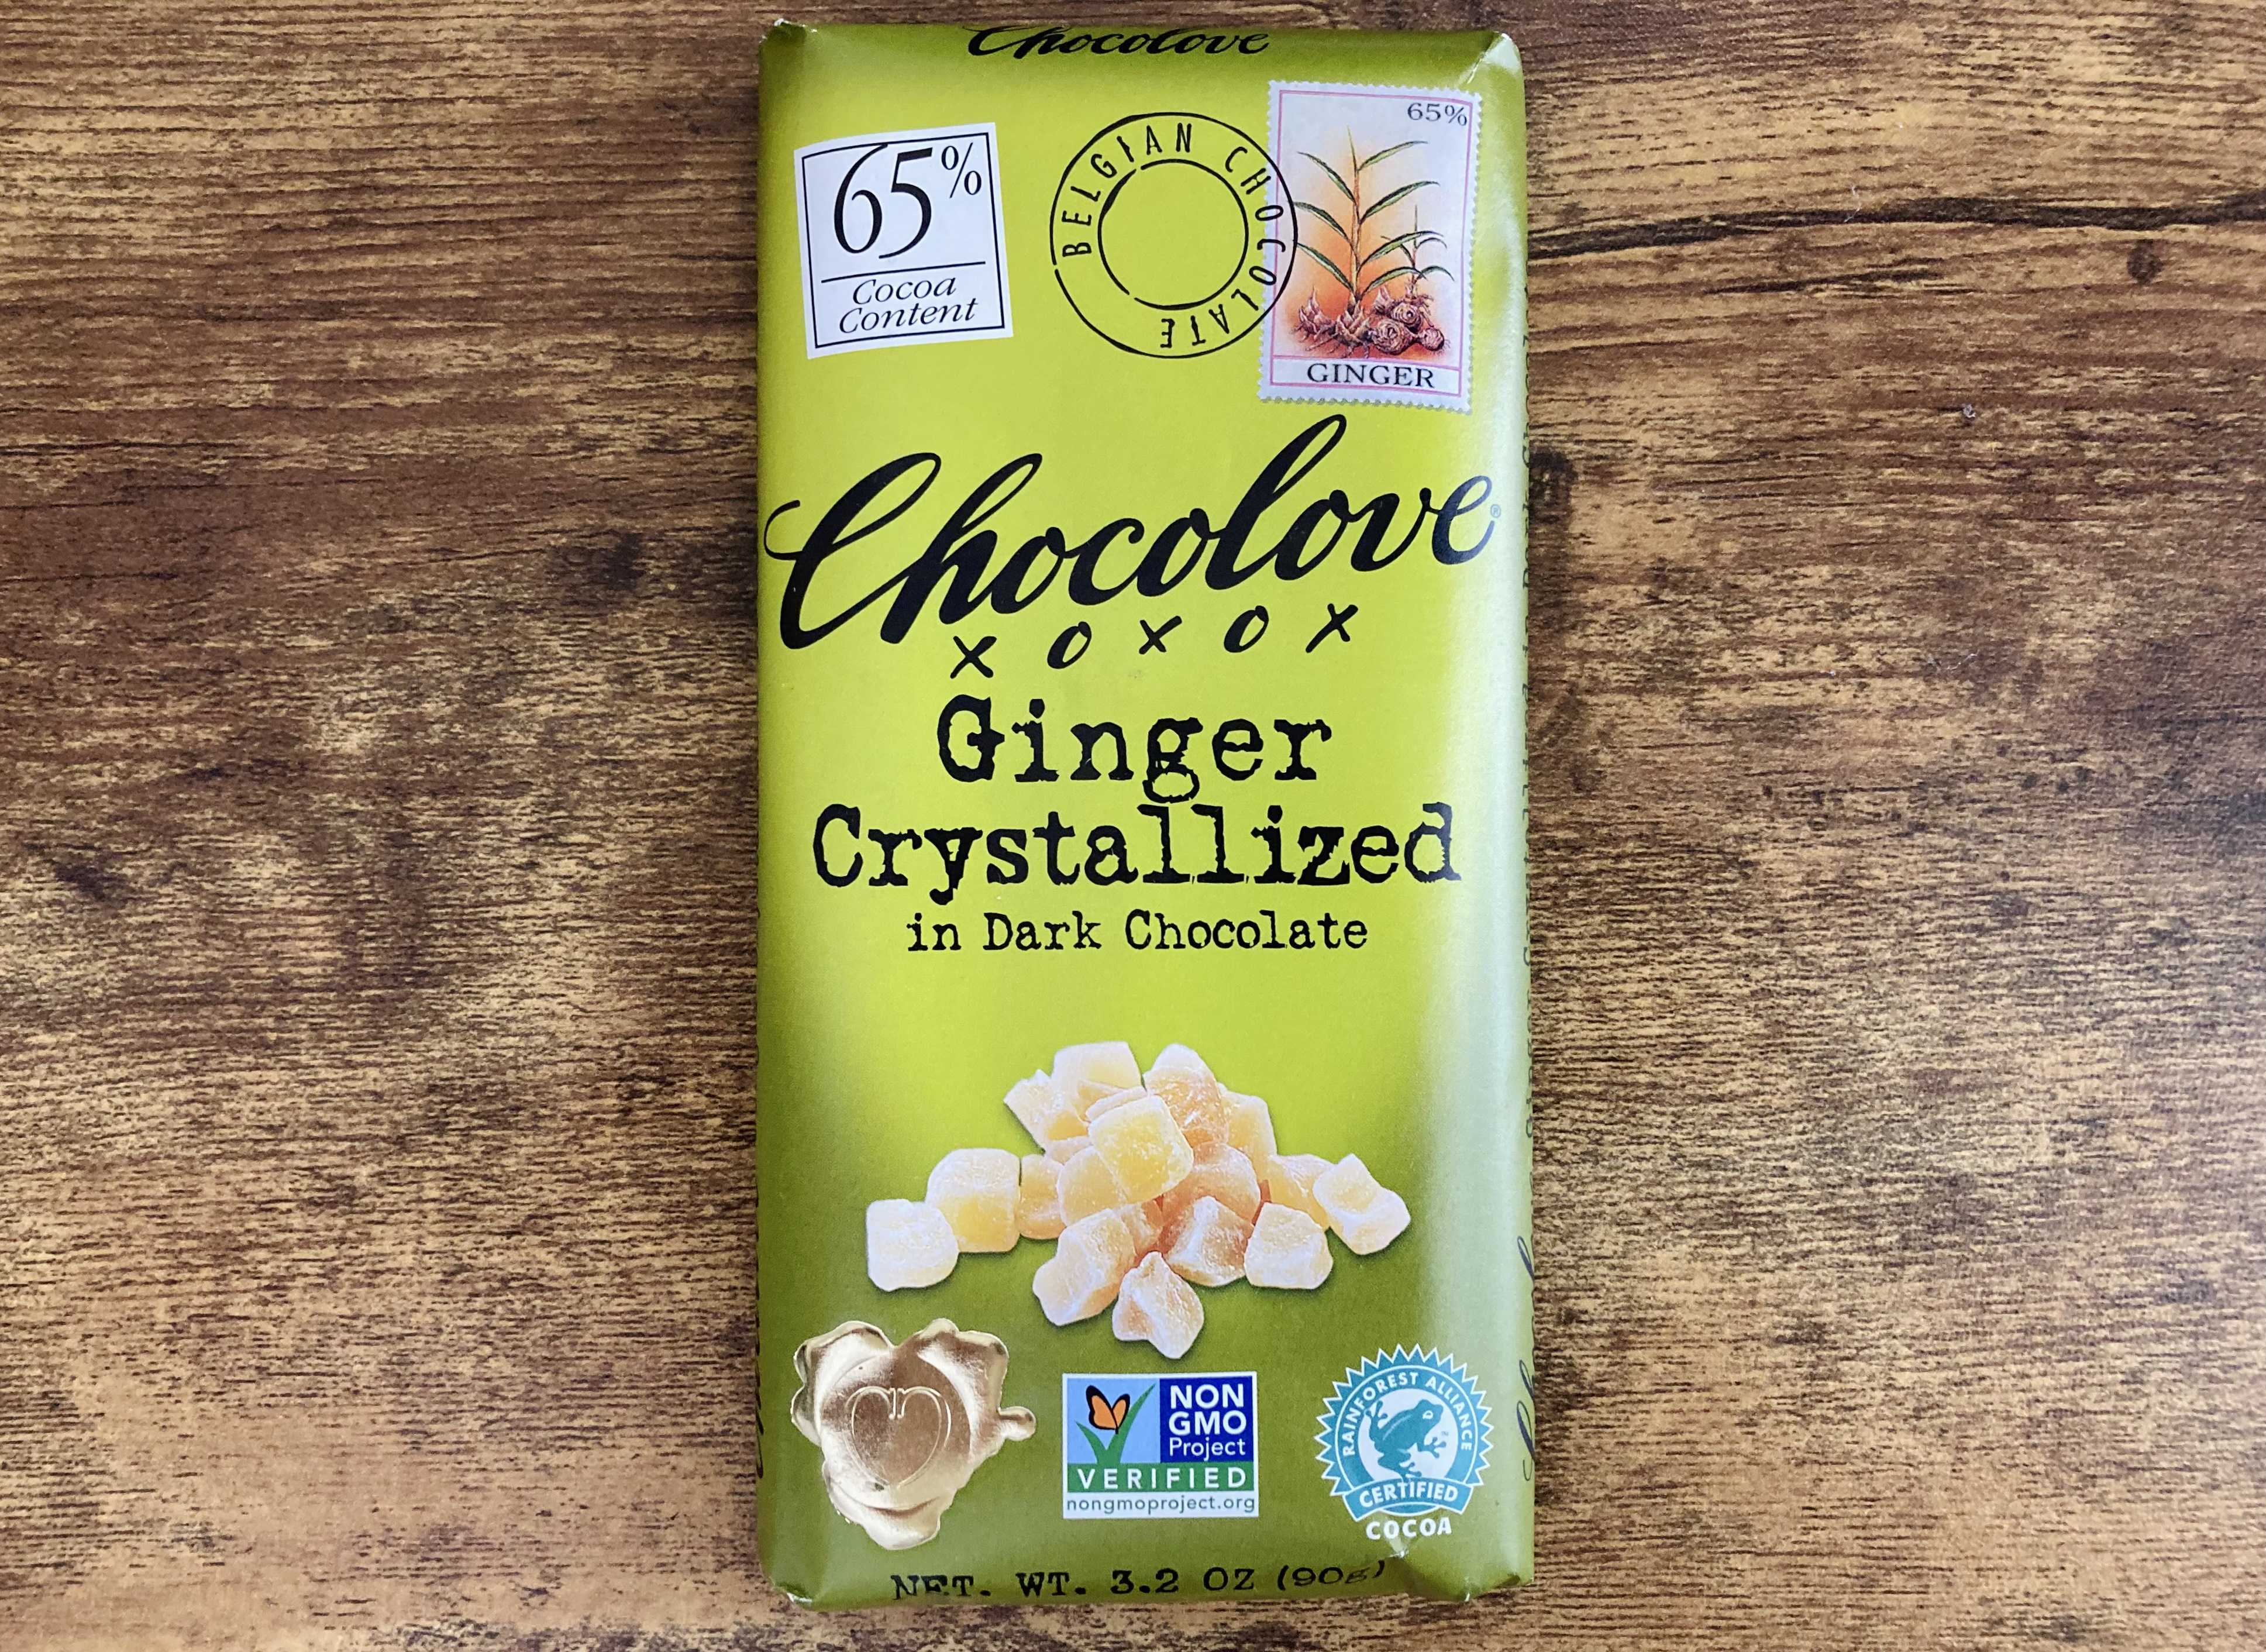 Chocolove
65%
Cocoa
Content
BELGIAN CHOCOLATE
65%
GINGER
Chocolove®
x o x o x
Ginger
Crystallized
in Dark Chocolate
NON
GMO
Project
VERIFIED
nongmoproject.org
RAINFOREST ALLIANCE
CERTIFIED
COCOA
NET. WT. 3.2 OZ (90g)